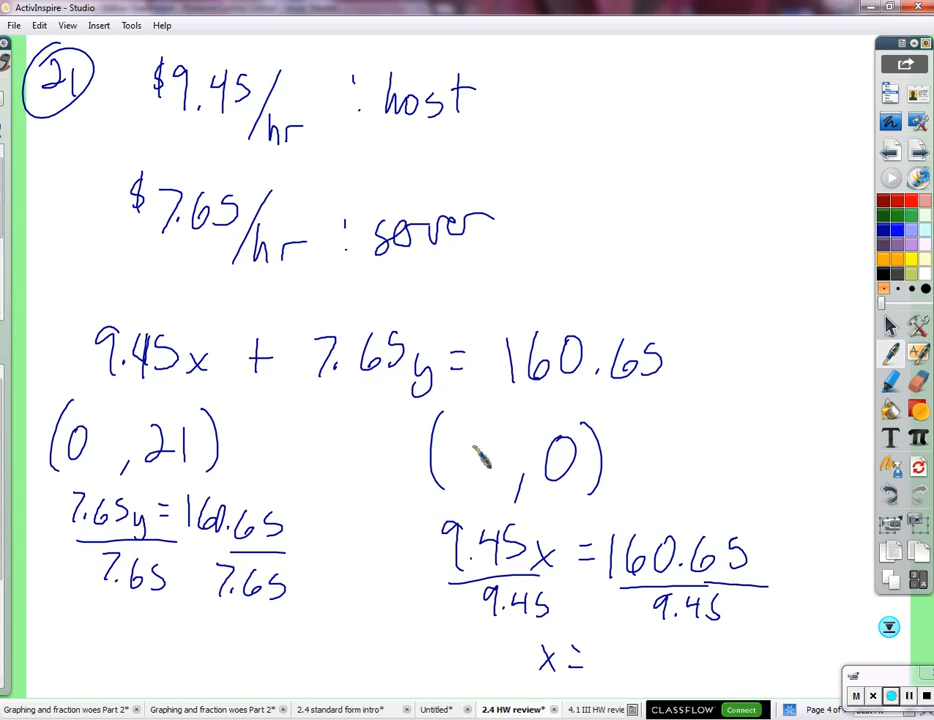 ActivInspire - Studio
File Edit View Insert Tools Help
21
$9.45/hr : host
$7.65/hr : server
9.45x + 7.65y = 160.65
(0 , 21) ( , 0)
7.65y = 160.65
7.65 7.65
9.45x = 160.65
9.45 9.45
x =
Graphing and fraction woes Part 2* Graphing and fraction woes Part 2* 2.4 standard form intro* Untitled* 2.4 HW review* 4.1 HW revie CLASSFLOW Connect Page 4 of